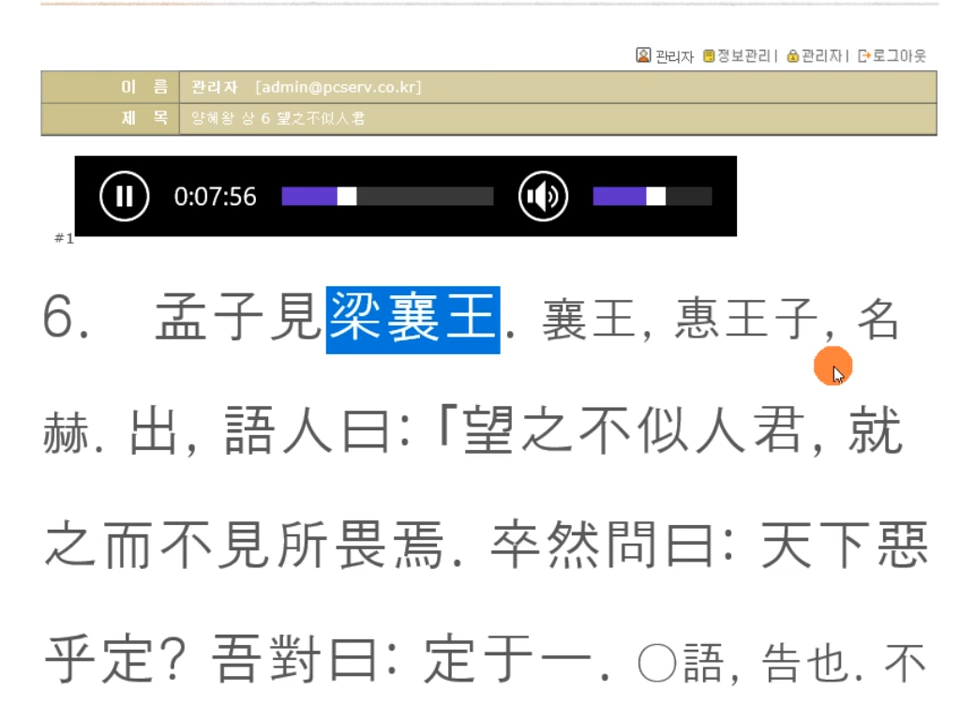 관리자 정보관리| 관리자| 로그아웃
이 름 관리자 [admin@pcserv.co.kr]
제 목 양혜왕 상 6 望之不似人君
0:07:56
#1
6. 孟子見梁襄王. 襄王, 惠王子, 名
赫. 出, 語人曰:「望之不似人君, 就
之而不見所畏焉. 卒然問曰: 天下惡
乎定? 吾對曰: 定于一. ○語, 告也. 不